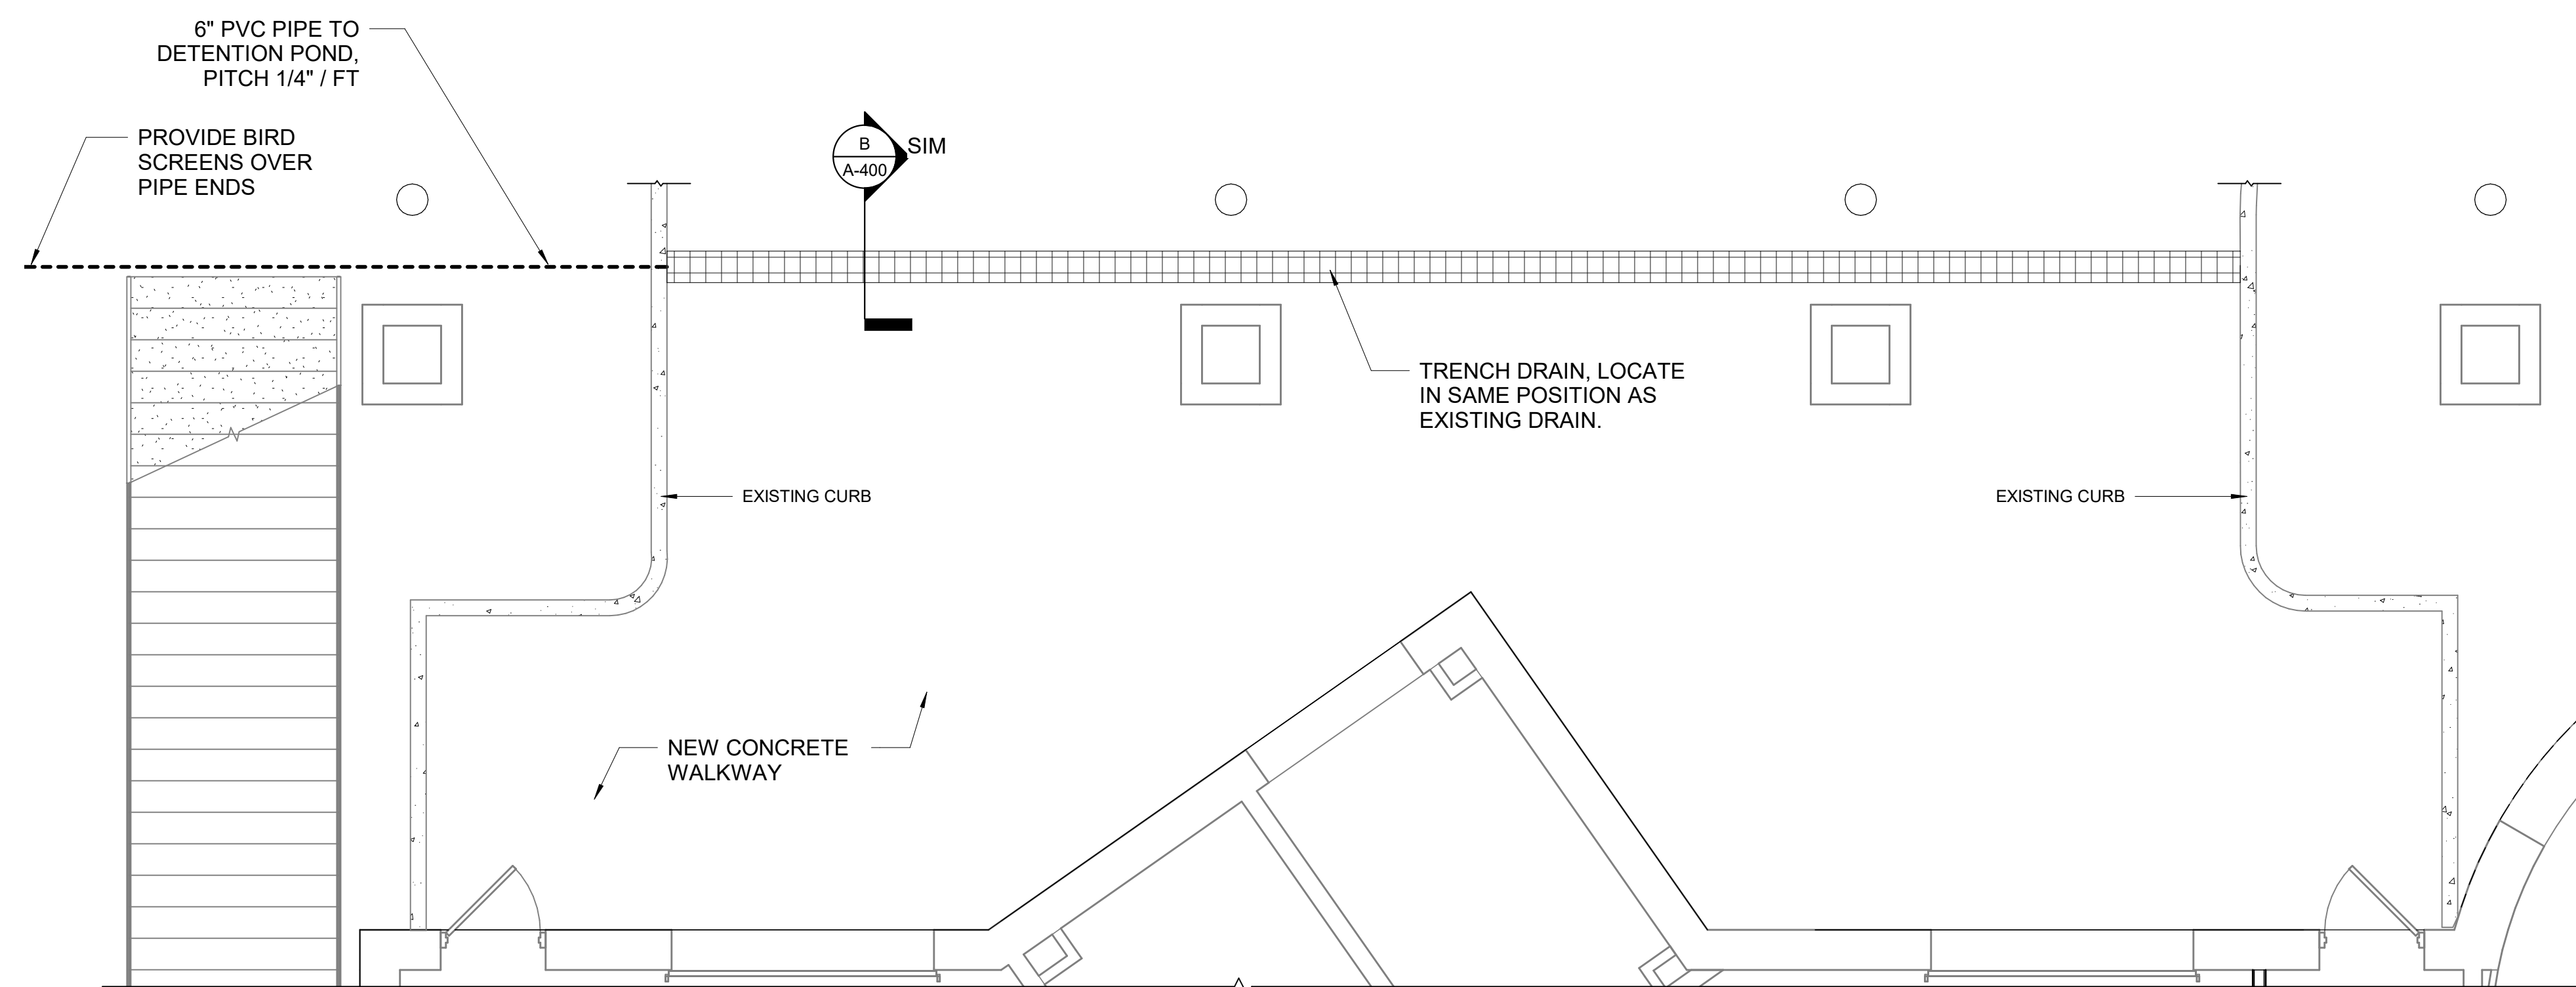 6" PVC PIPE TO
DETENTION POND,
PITCH 1/4" / FT
PROVIDE BIRD
SCREENS OVER
PIPE ENDS
B
A-400
SIM
TRENCH DRAIN, LOCATE
IN SAME POSITION AS
EXISTING DRAIN.
EXISTING CURB
EXISTING CURB
NEW CONCRETE
WALKWAY